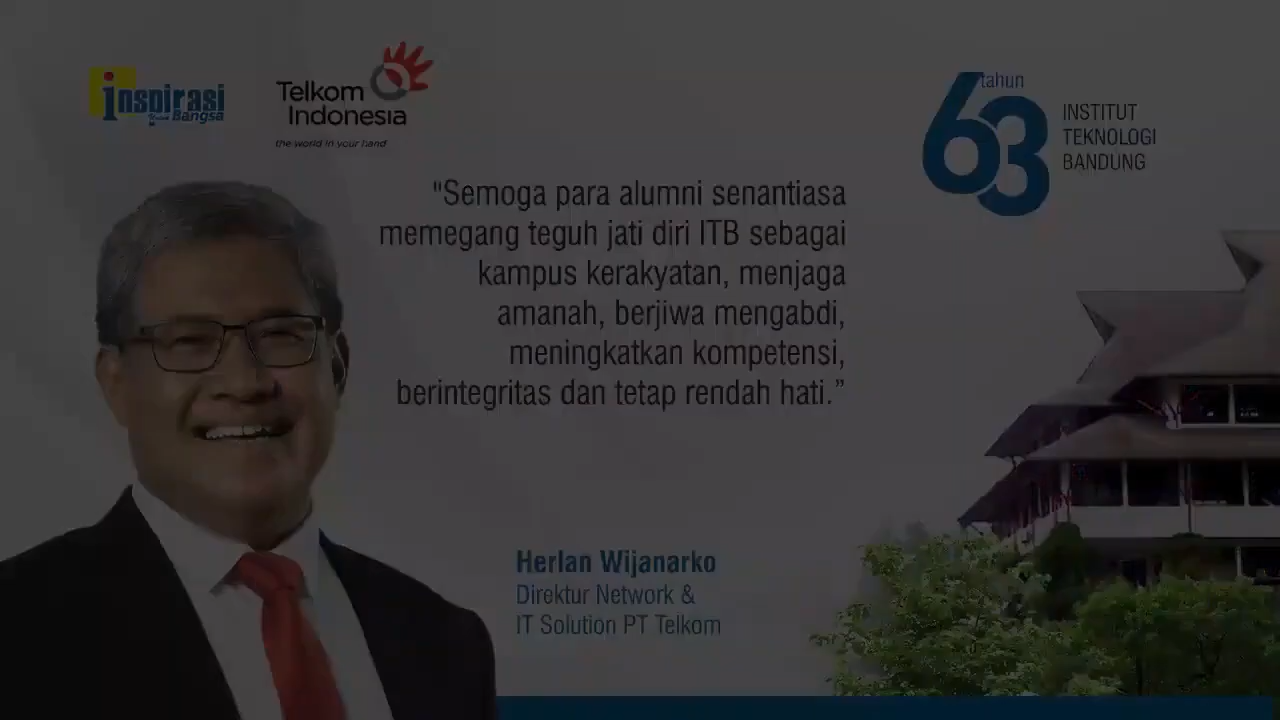 inspirasi
Untuk Bangsa
Telkom
Indonesia
the world in your hand
63 tahun
INSTITUT
TEKNOLOGI
BANDUNG
"Semoga para alumni senantiasa
memegang teguh jati diri ITB sebagai
kampus kerakyatan, menjaga
amanah, berjiwa mengabdi,
meningkatkan kompetensi,
berintegritas dan tetap rendah hati.”
Herlan Wijanarko
Direktur Network &
IT Solution PT Telkom